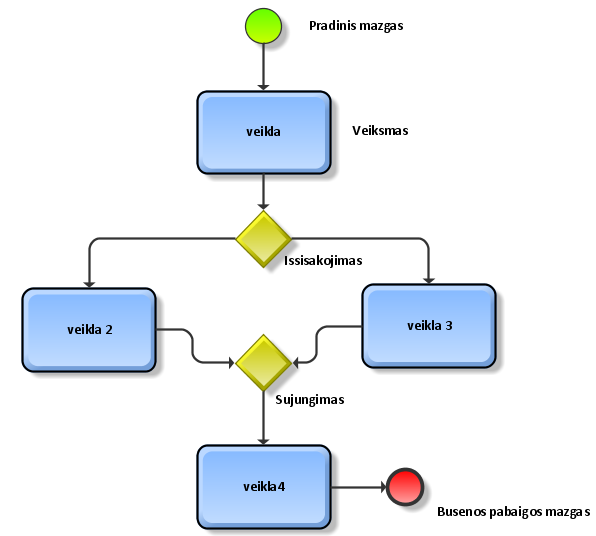 Pradinis mazgas
veikla
Veiksmas
Issisakojimas
veikla 2
veikla 3
Sujungimas
veikla4
Busenos pabaigos mazgas